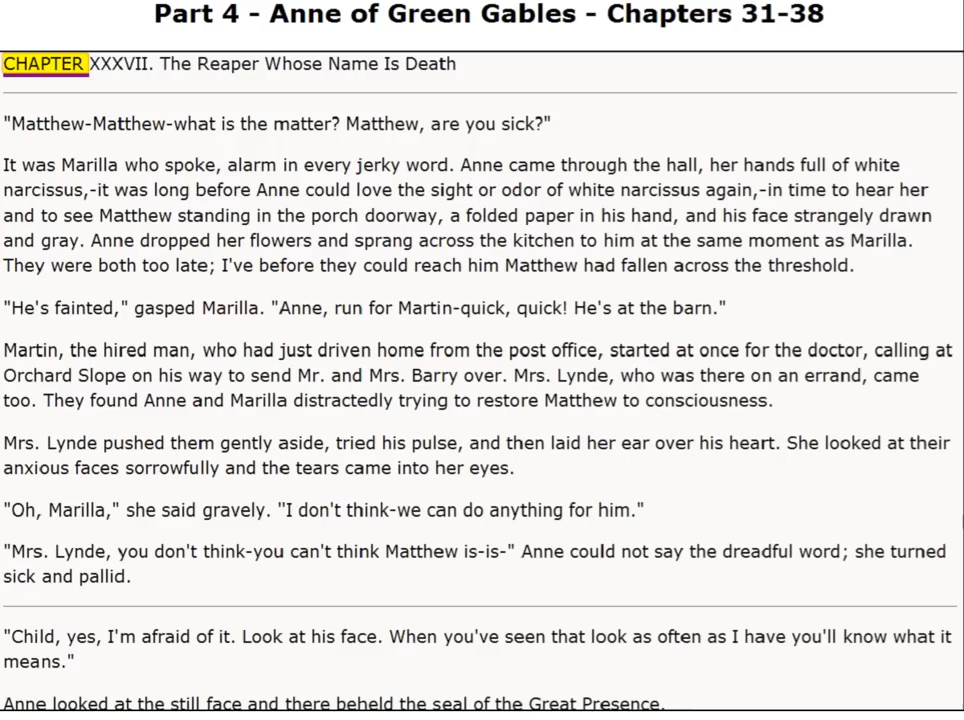 Part 4 - Anne of Green Gables - Chapters 31-38
CHAPTER XXXVII. The Reaper Whose Name Is Death
"Matthew-Matthew-what is the matter? Matthew, are you sick?"
It was Marilla who spoke, alarm in every jerky word. Anne came through the hall, her hands full of white
narcissus,-it was long before Anne could love the sight or odor of white narcissus again,-in time to hear her
and to see Matthew standing in the porch doorway, a folded paper in his hand, and his face strangely drawn
and gray. Anne dropped her flowers and sprang across the kitchen to him at the same moment as Marilla.
They were both too late; I've before they could reach him Matthew had fallen across the threshold.
"He's fainted," gasped Marilla. "Anne, run for Martin-quick, quick! He's at the barn."
Martin, the hired man, who had just driven home from the post office, started at once for the doctor, calling at
Orchard Slope on his way to send Mr. and Mrs. Barry over. Mrs. Lynde, who was there on an errand, came
too. They found Anne and Marilla distractedly trying to restore Matthew to consciousness.
Mrs. Lynde pushed them gently aside, tried his pulse, and then laid her ear over his heart. She looked at their
anxious faces sorrowfully and the tears came into her eyes.
"Oh, Marilla," she said gravely. "I don't think-we can do anything for him."
"Mrs. Lynde, you don't think-you can't think Matthew is-is-" Anne could not say the dreadful word; she turned
sick and pallid.
"Child, yes, I'm afraid of it. Look at his face. When you've seen that look as often as I have you'll know what it
means."
Anne looked at the still face and there beheld the seal of the Great Presence.